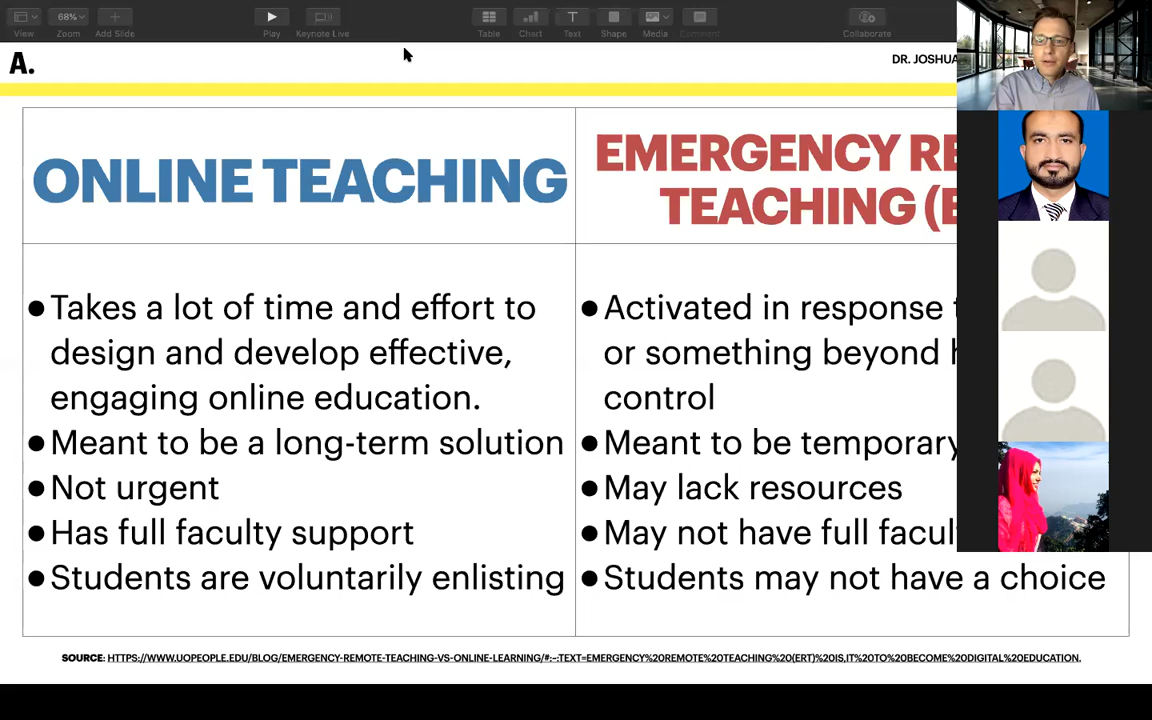 View
68%
Zoom
Add Slide
Play
Keynote Live
Table
Chart
Text
Shape
Media
Comment
Collaborate
A.
DR. JOSHUA
ONLINE TEACHING
EMERGENCY RE
TEACHING (E
●Takes a lot of time and effort to
design and develop effective,
engaging online education.
●Meant to be a long-term solution
●Not urgent
●Has full faculty support
●Students are voluntarily enlisting
●Activated in response
or something beyond
control
●Meant to be temporary
●May lack resources
●May not have full facul
●Students may not have a choice
SOURCE: HTTPS://WWW.UOPEOPLE.EDU/BLOG/EMERGENCY-REMOTE-TEACHING-VS-ONLINE-LEARNING/#:~:TEXT=EMERGENCY%20REMOTE%20TEACHING%20(ERT)%20IS,IT%20TO%20BECOME%20DIGITAL%20EDUCATION.